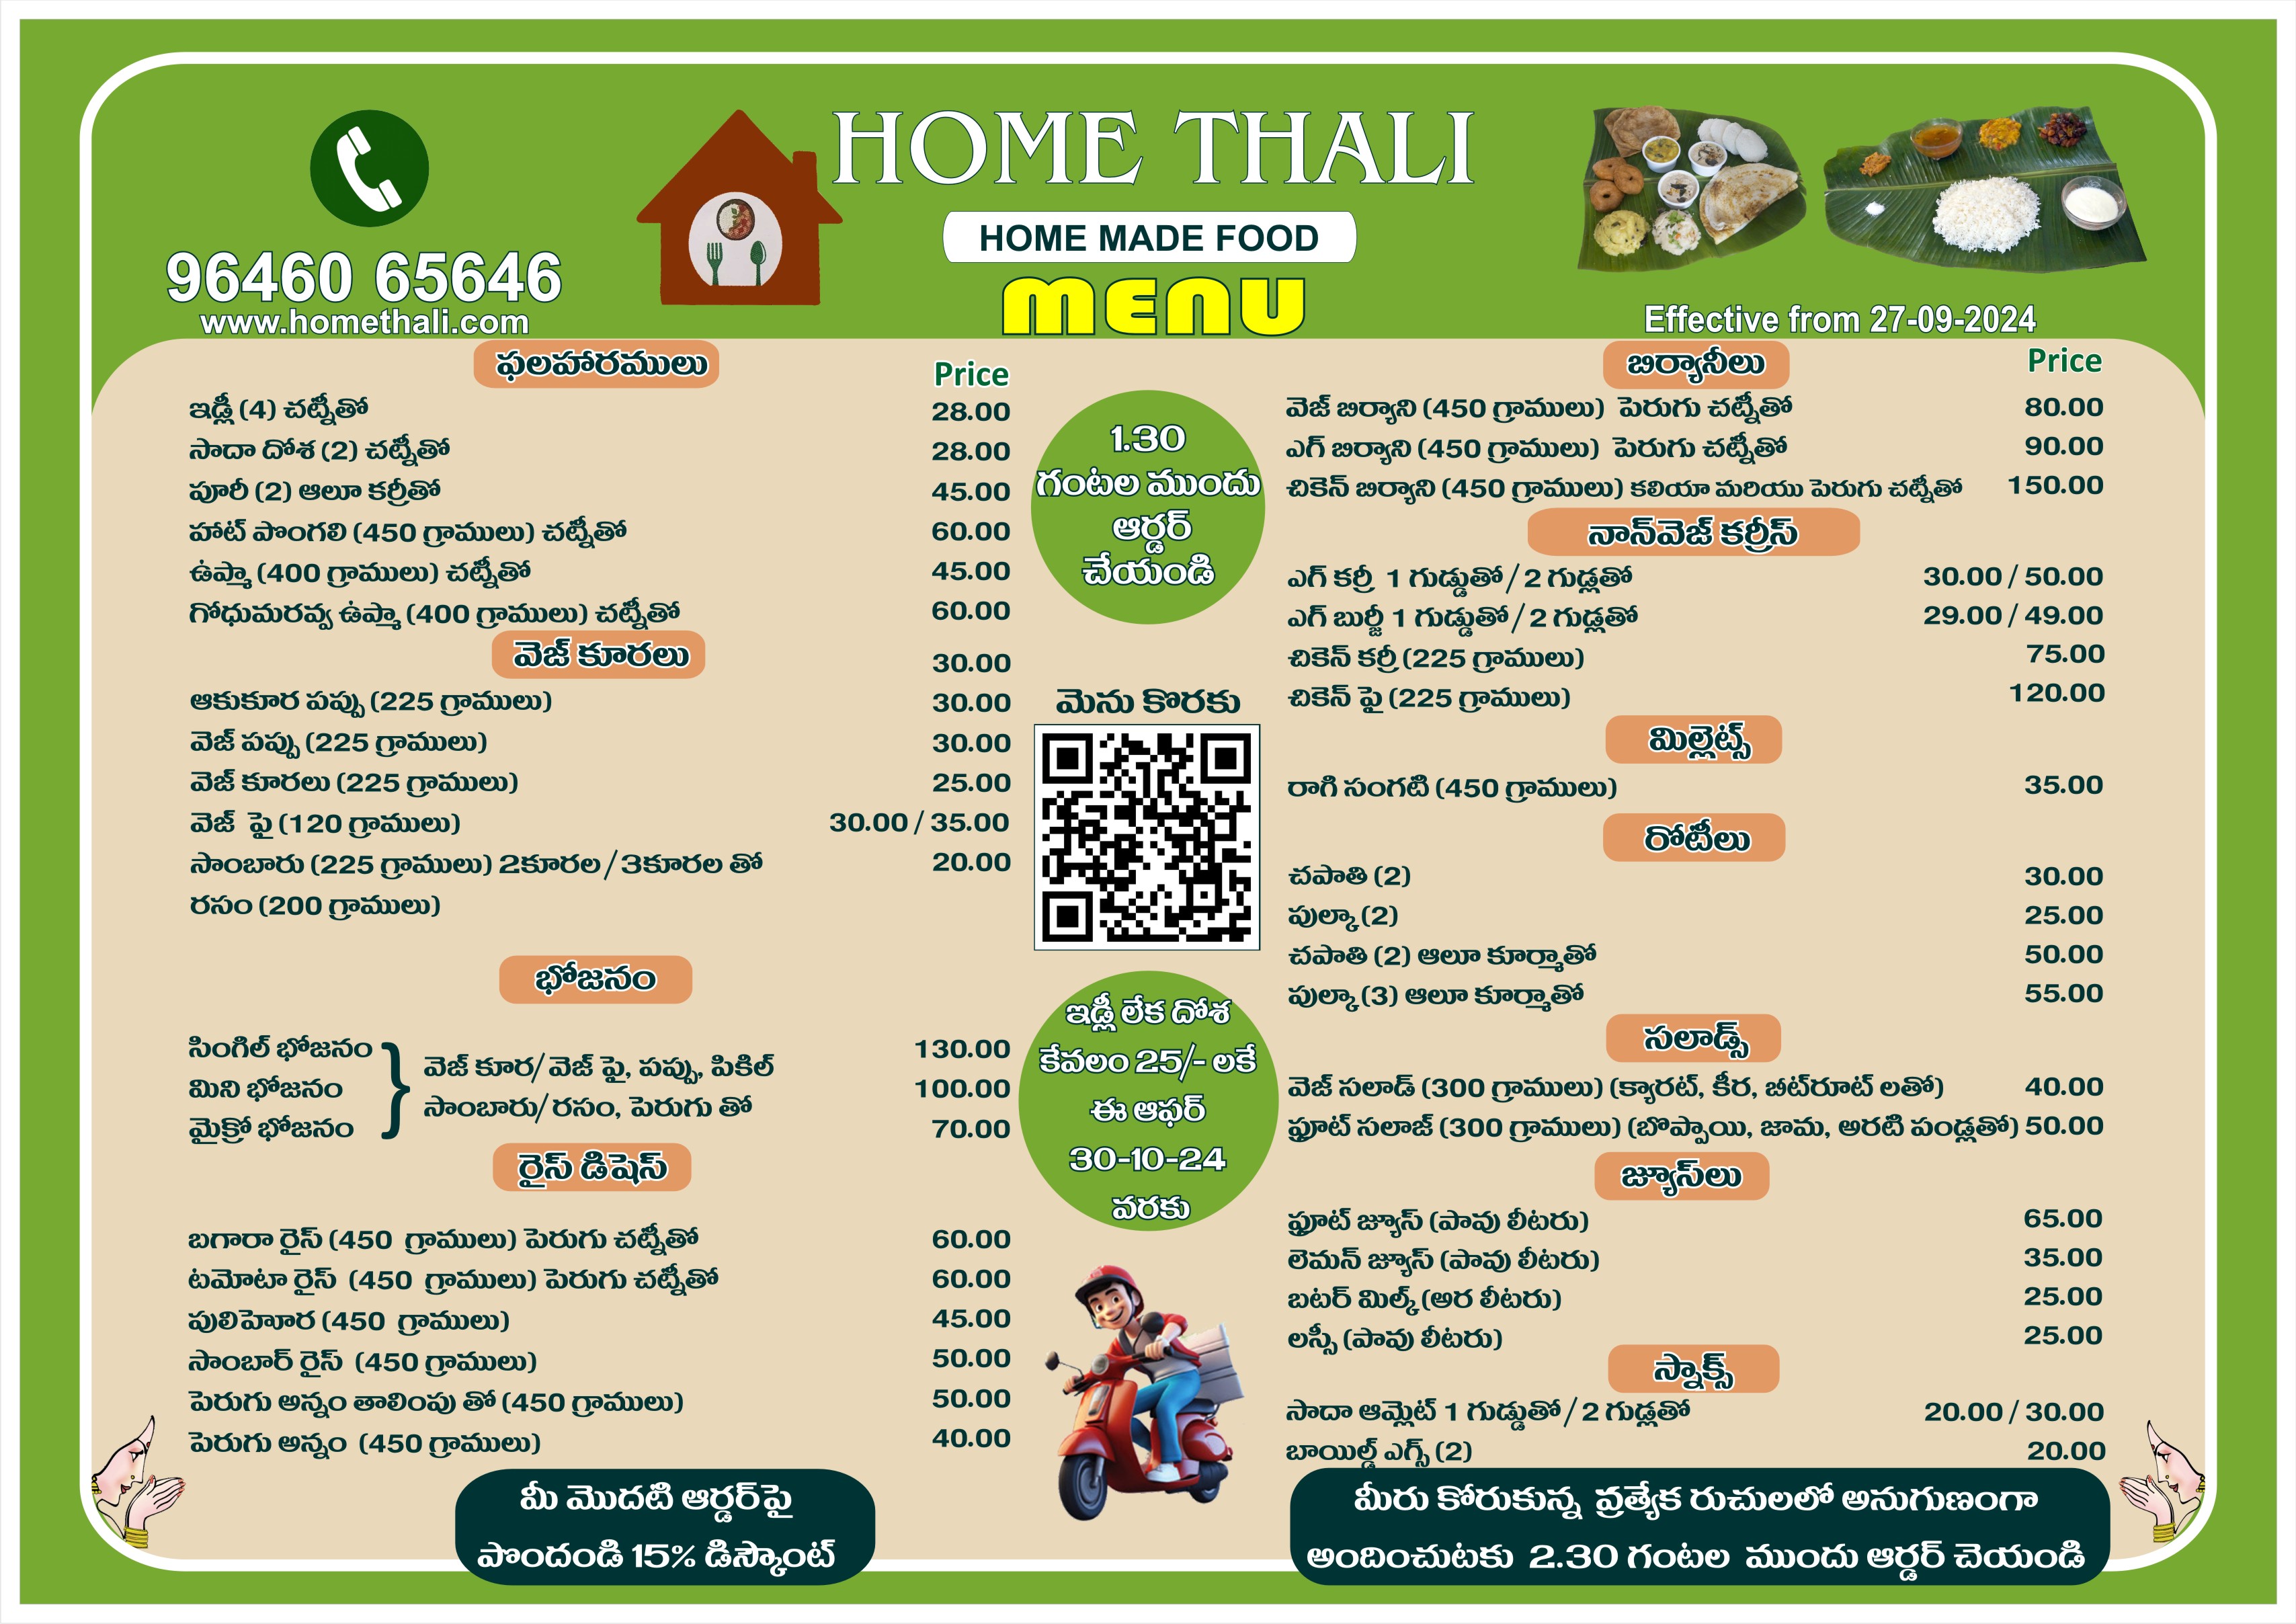 96460 65646
www.homethali.com
HOME THALI
HOME MADE FOOD
MENU
Effective from 27-09-2024
ఫలహారములు
Price
ఇడ్లీ (4) చట్నీతో 28.00
సాదా దోశ (2) చట్నీతో 28.00
పూరీ (2) ఆలూ కర్రీతో 45.00
హాట్ పొంగలి (450 గ్రాములు) చట్నీతో 60.00
ఉప్మా (400 గ్రాములు) చట్నీతో 45.00
గోధుమరవ్వ ఉప్మా (400 గ్రాములు) చట్నీతో 60.00
వెజ్ కూరలు
30.00
ఆకుకూర పప్పు (225 గ్రాములు) 30.00
వెజ్ పప్పు (225 గ్రాములు) 30.00
వెజ్ కూరలు (225 గ్రాములు) 25.00
వెజ్ ఫై (120 గ్రాములు) 30.00 / 35.00
సాంబారు (225 గ్రాములు) 2కూరల/3కూరల తో 20.00
రసం (200 గ్రాములు)
భోజనం
సింగిల్ భోజనం 130.00
మిని భోజనం 100.00
మైక్రో భోజనం 70.00
వెజ్ కూర/వెజ్ ఫై, పప్పు, పికిల్
సాంబారు/రసం, పెరుగు తో
రైస్ డిషెస్
బగారా రైస్ (450 గ్రాములు) పెరుగు చట్నీతో 60.00
టమోటా రైస్ (450 గ్రాములు) పెరుగు చట్నీతో 60.00
పులిహెూర (450 గ్రాములు) 45.00
సాంబార్ రైస్ (450 గ్రాములు) 50.00
పెరుగు అన్నం తాలింపు తో (450 గ్రాములు) 50.00
పెరుగు అన్నం (450 గ్రాములు) 40.00
మీ మొదటి ఆర్డర్‌పై
పొందండి 15% డిస్కౌంట్
1.30
గంటల ముందు
ఆర్డర్
చేయండి
మెను కొరకు
ఇడ్లీ లేక దోశ
కేవలం 25/- లకే
ఈ ఆఫర్
30-10-24
వరకు
బిర్యానీలు
Price
వెజ్ బిర్యాని (450 గ్రాములు) పెరుగు చట్నీతో 80.00
ఎగ్ బిర్యాని (450 గ్రాములు) పెరుగు చట్నీతో 90.00
చికెన్ బిర్యాని (450 గ్రాములు) కలియా మరియు పెరుగు చట్నీతో 150.00
నాన్‌వెజ్ కర్రీస్
ఎగ్ కర్రీ 1 గుడ్డుతో/2 గుడ్లతో 30.00 / 50.00
ఎగ్ బుర్జీ 1 గుడ్డుతో/2 గుడ్లతో 29.00 / 49.00
చికెన్ కర్రీ (225 గ్రాములు) 75.00
చికెన్ ఫై (225 గ్రాములు) 120.00
మిల్లెట్స్
రాగి సంగటి (450 గ్రాములు) 35.00
రోటీలు
చపాతి (2) 30.00
పుల్కా (2) 25.00
చపాతి (2) ఆలూ కూర్మాతో 50.00
పుల్కా (3) ఆలూ కూర్మాతో 55.00
సలాడ్స్
వెజ్ సలాడ్ (300 గ్రాములు) (క్యారట్, కీర, బీట్‌రూట్ లతో) 40.00
ఫ్రూట్ సలాజ్ (300 గ్రాములు) (బొప్పాయి, జామ, అరటి పండ్లతో) 50.00
జ్యూస్‌లు
ఫ్రూట్ జ్యూస్ (పావు లీటరు) 65.00
లెమన్ జ్యూస్ (పావు లీటరు) 35.00
బటర్ మిల్క్ (అర లీటరు) 25.00
లస్సీ (పావు లీటరు) 25.00
స్నాక్స్
సాదా ఆమ్లెట్ 1 గుడ్డుతో/2 గుడ్లతో 20.00 / 30.00
బాయిల్డ్ ఎగ్స్ (2) 20.00
మీరు కోరుకున్న వ్రత్యేక రుచులలో అనుగుణంగా
అందించుటకు 2.30 గంటల ముందు ఆర్డర్ చెయండి